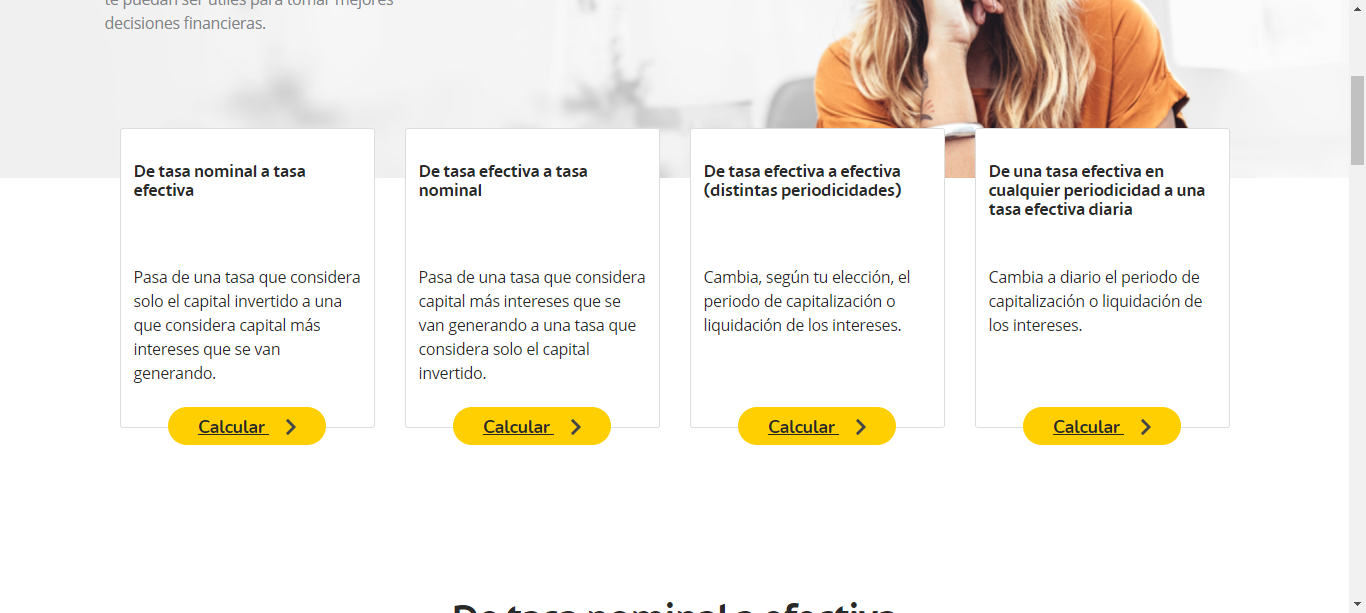 te puedan ser útiles para tomar mejores
decisiones financieras.
De tasa nominal a tasa
efectiva
Pasa de una tasa que considera
solo el capital invertido a una
que considera capital más
intereses que se van
generando.
Calcular
De tasa efectiva a tasa
nominal
Pasa de una tasa que considera
capital más intereses que se
van generando a una tasa que
considera solo el capital
invertido.
Calcular
De tasa efectiva a efectiva
(distintas periodicidades)
Cambia, según tu elección, el
periodo de capitalización o
liquidación de los intereses.
Calcular
De una tasa efectiva en
cualquier periodicidad a una
tasa efectiva diaria
Cambia a diario el periodo de
capitalización o liquidación de
los intereses.
Calcular
De tasa nominal a efectiva